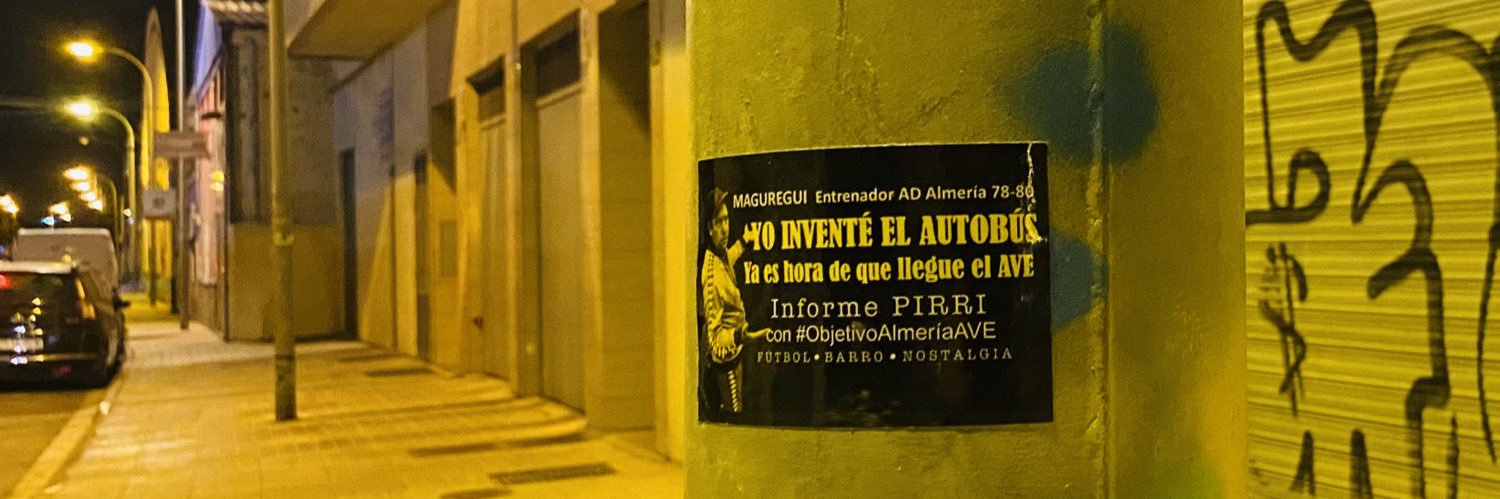 MAGUREGUI Entrenador AD Almería 78-80
YO INVENTÉ EL AUTOBÚS
Ya es hora de que llegue el AVE
Informe PIRRI
con #ObjetivoAlmeríaAVE
FÚTBOL • BARRO • NOSTALGIA